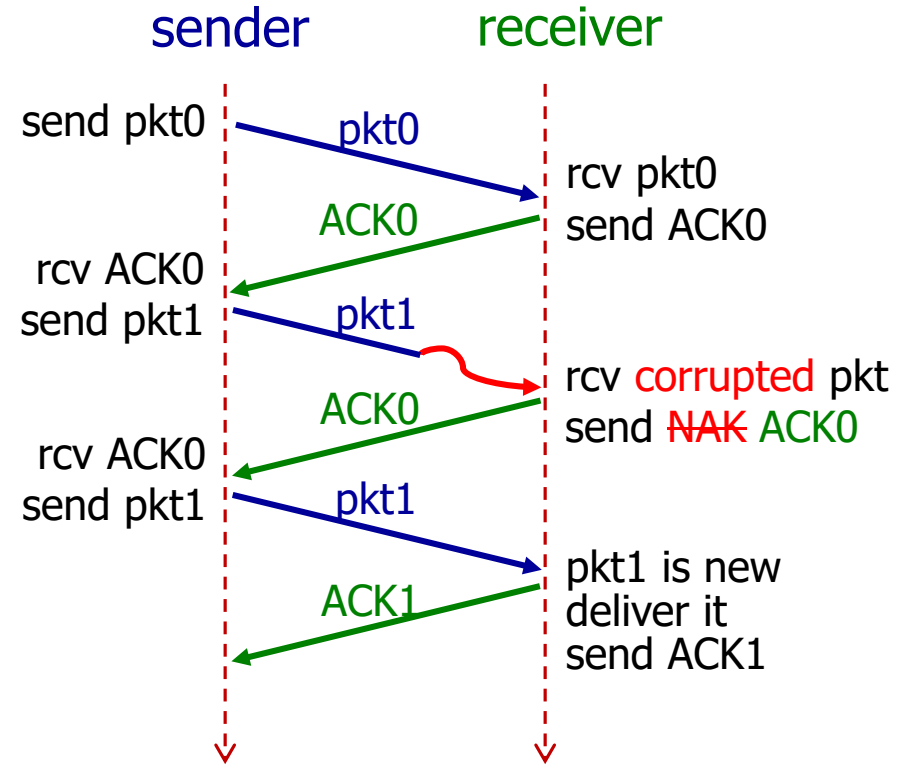 sender receiver
send pkt0
pkt0
rcv pkt0
send ACK0
ACK0
rcv ACK0
send pkt1
pkt1
rcv corrupted pkt
send NAK ACK0
ACK0
rcv ACK0
send pkt1
pkt1
pkt1 is new
deliver it
send ACK1
ACK1